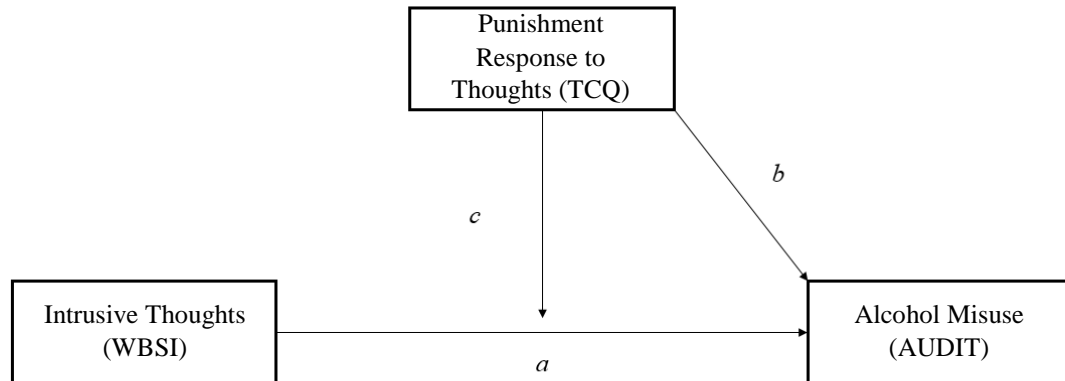 Punishment
Response to
Thoughts (TCQ)
b
c
Intrusive Thoughts
(WBSI)
Alcohol Misuse
(AUDIT)
a